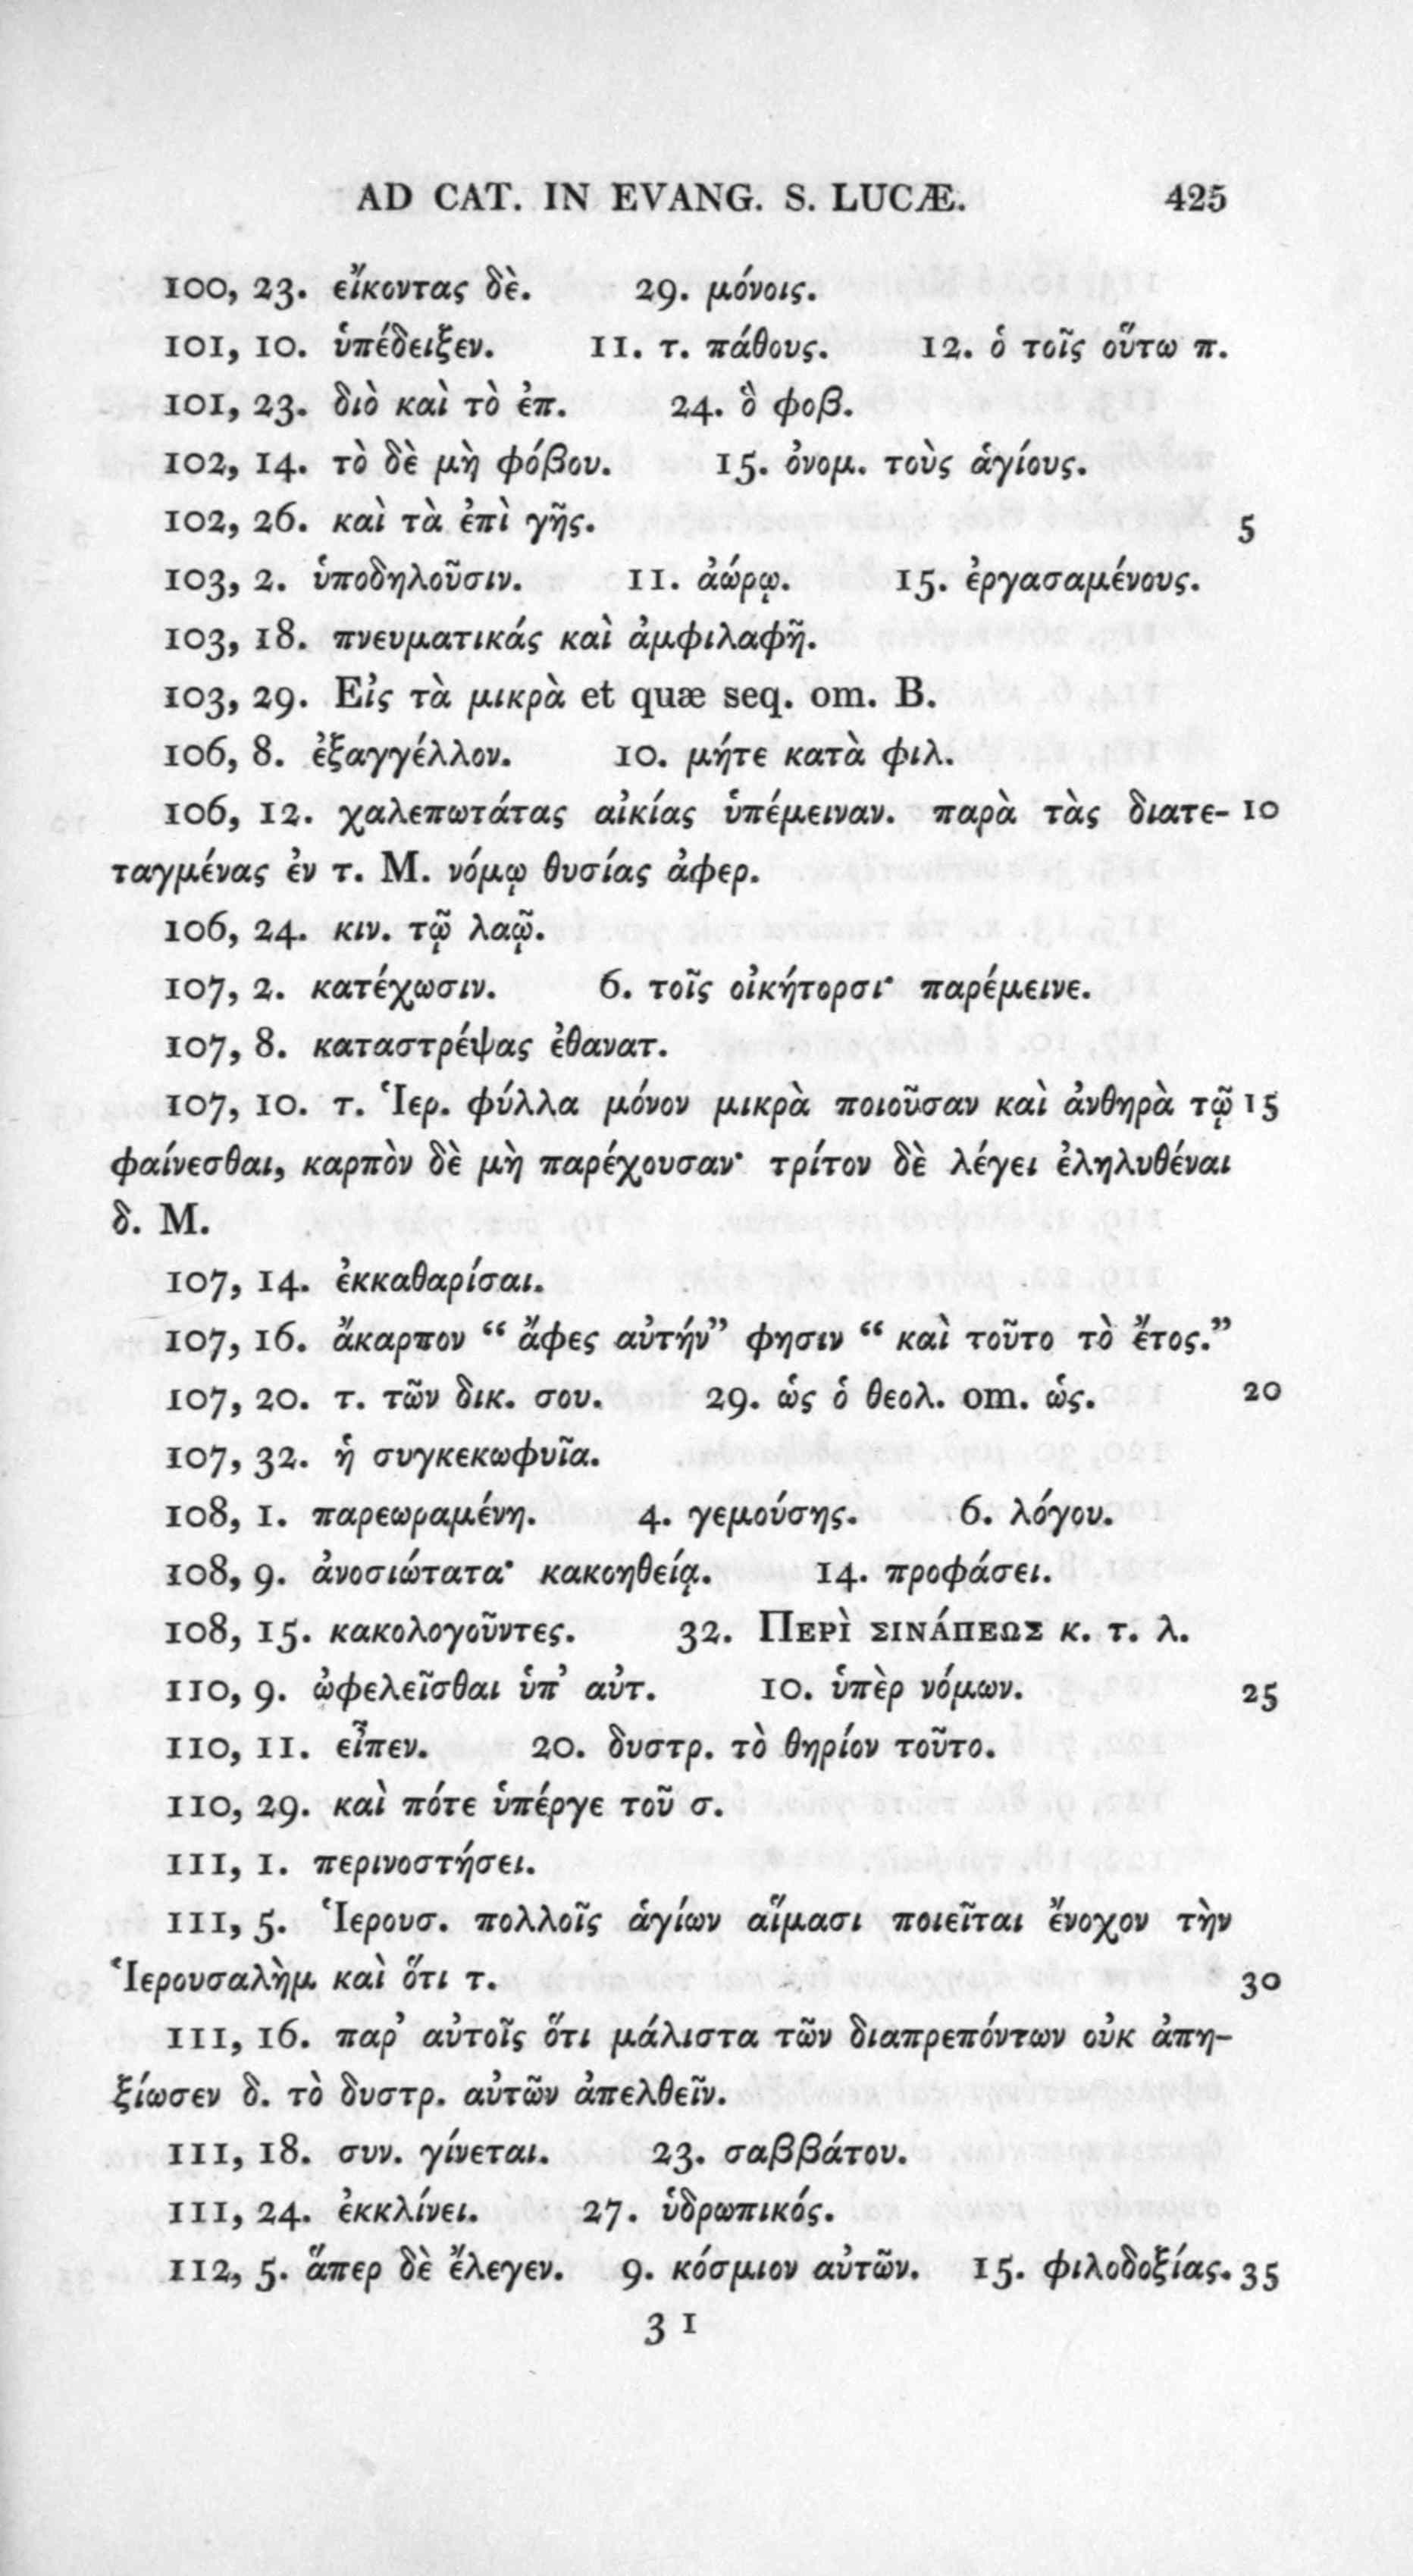 AD CAT. IN EVANG. S. LUCÆ. 425
100, 23. εἴκοντας δὲ. 29. μόνοις.
101, 10. ὑπέδειξεν. 11. τ. πάθους. 12. ὁ τοῖς οὕτω π.
101, 23. διὸ καὶ τὸ ἐπ. 24. ὃ φοβ.
102, 14. τὸ δὲ μὴ φόβου. 15. ὀνομ. τοὺς ἁγίους.
102, 26. καὶ τὰ ἐπὶ γῆς. 5
103, 2. ὑποδηλοῦσιν. 11. ἀώρῳ. 15. ἐργασαμένους.
103, 18. πνευματικάς καὶ ἀμφιλαφῆ.
103, 29. Εἰς τὰ μικρὰ et quæ seq. om. B.
106, 8. ἐξαγγέλλον. 10. μήτε κατὰ φιλ.
106, 12. χαλεπωτάτας αἰκίας ὑπέμειναν. παρὰ τὰς διατε- 10
ταγμένας ἐν τ. Μ. νόμῳ θυσίας ἀφερ.
106, 24. κιν. τῷ λαῷ.
107, 2. κατέχωσιν. 6. τοῖς οἰκήτορσι· παρέμεινε.
107, 8. καταστρέψας ἐθανατ.
107, 10. τ. Ἱερ. φύλλα μόνον μικρὰ ποιοῦσαν καὶ ἀνθηρὰ τῷ 15
φαίνεσθαι, καρπὸν δὲ μὴ παρέχουσαν· τρίτον δὲ λέγει ἐληλυθέναι
δ. Μ.
107, 14. ἐκκαθαρίσαι.
107, 16. ἄκαρπον “ ἄφες αὐτήν” φησιν “ καὶ τοῦτο τὸ ἔτος.”
107, 20. τ. τῶν δικ. σου. 29. ὡς ὁ θεολ. om. ὡς. 20
107, 32. ἡ συγκεκωφυῖα.
108, 1. παρεωραμένη. 4. γεμούσης. 6. λόγου.
108, 9. ἀνοσιώτατα· κακοηθείᾳ. 14. προφάσει.
108, 15. κακολογοῦντες. 32. ΠΕΡῚ ΣΙΝΆΠΕΩΣ κ. τ. λ.
110, 9. ὠφελεῖσθαι ὑπ’ αὐτ. 10. ὑπὲρ νόμων. 25
110, 11. εἶπεν. 20. δυστρ. τὸ θηρίον τοῦτο.
110, 29. καὶ πότε ὑπέργε τοῦ σ.
111, 1. περινοστήσει.
111, 5. Ἱερουσ. πολλοῖς ἁγίων αἵμασι ποιεῖται ἔνοχον τὴν
Ἱερουσαλὴμ καὶ ὅτι τ. 30
111, 16. παρ’ αὐτοῖς ὅτι μάλιστα τῶν διαπρεπόντων οὐκ ἀπη-
ξίωσεν δ. τὸ δυστρ. αὐτῶν ἀπελθεῖν.
111, 18. συν. γίνεται. 23. σαββάτου.
111, 24. ἐκκλίνει. 27. ὑδρωπικός.
112, 5. ἅπερ δὲ ἔλεγεν. 9. κόσμιον αὐτῶν. 15. φιλοδοξίας. 35
3 I